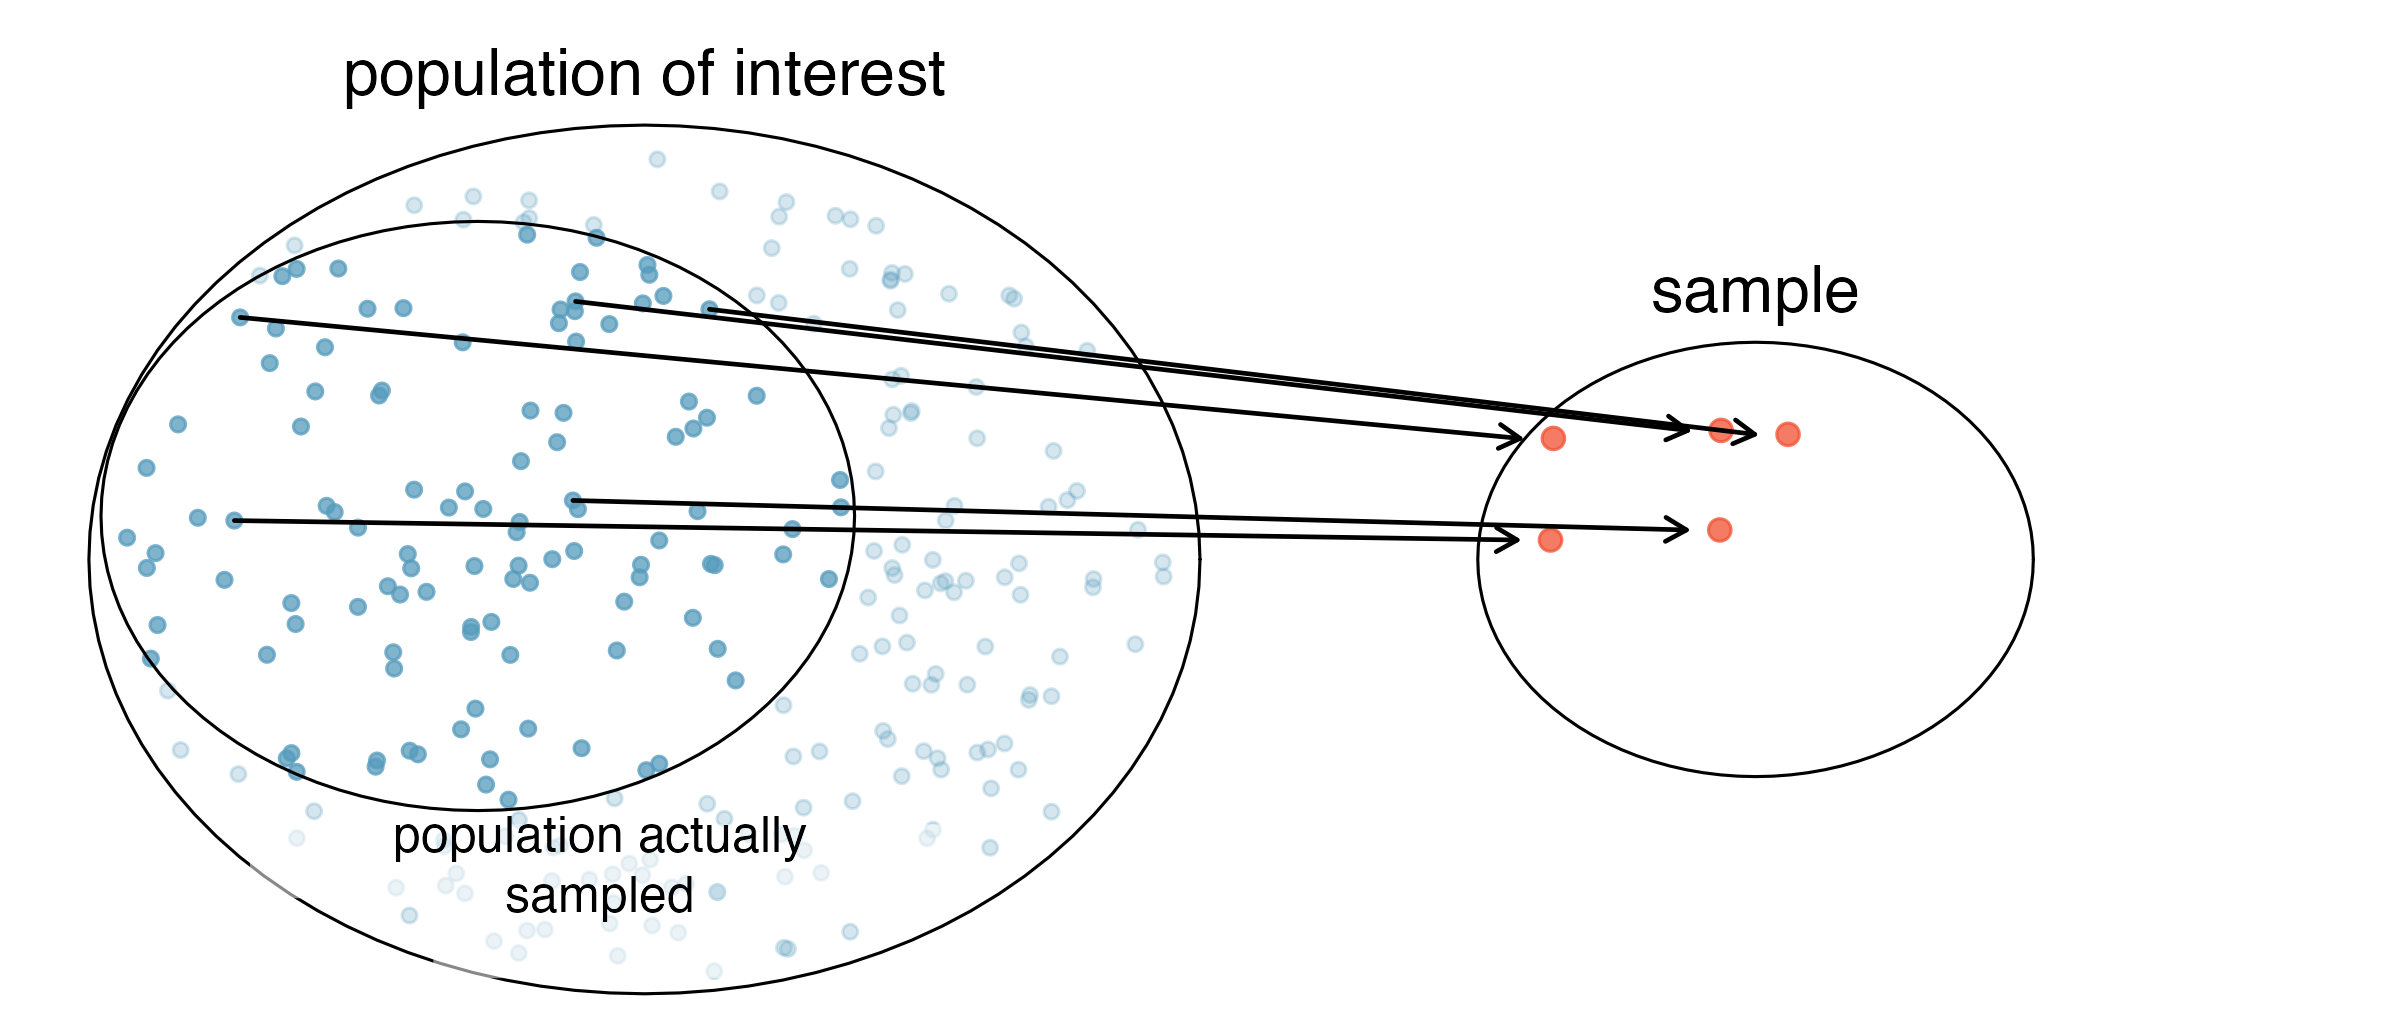 population of interest
sample
population actually
sampled